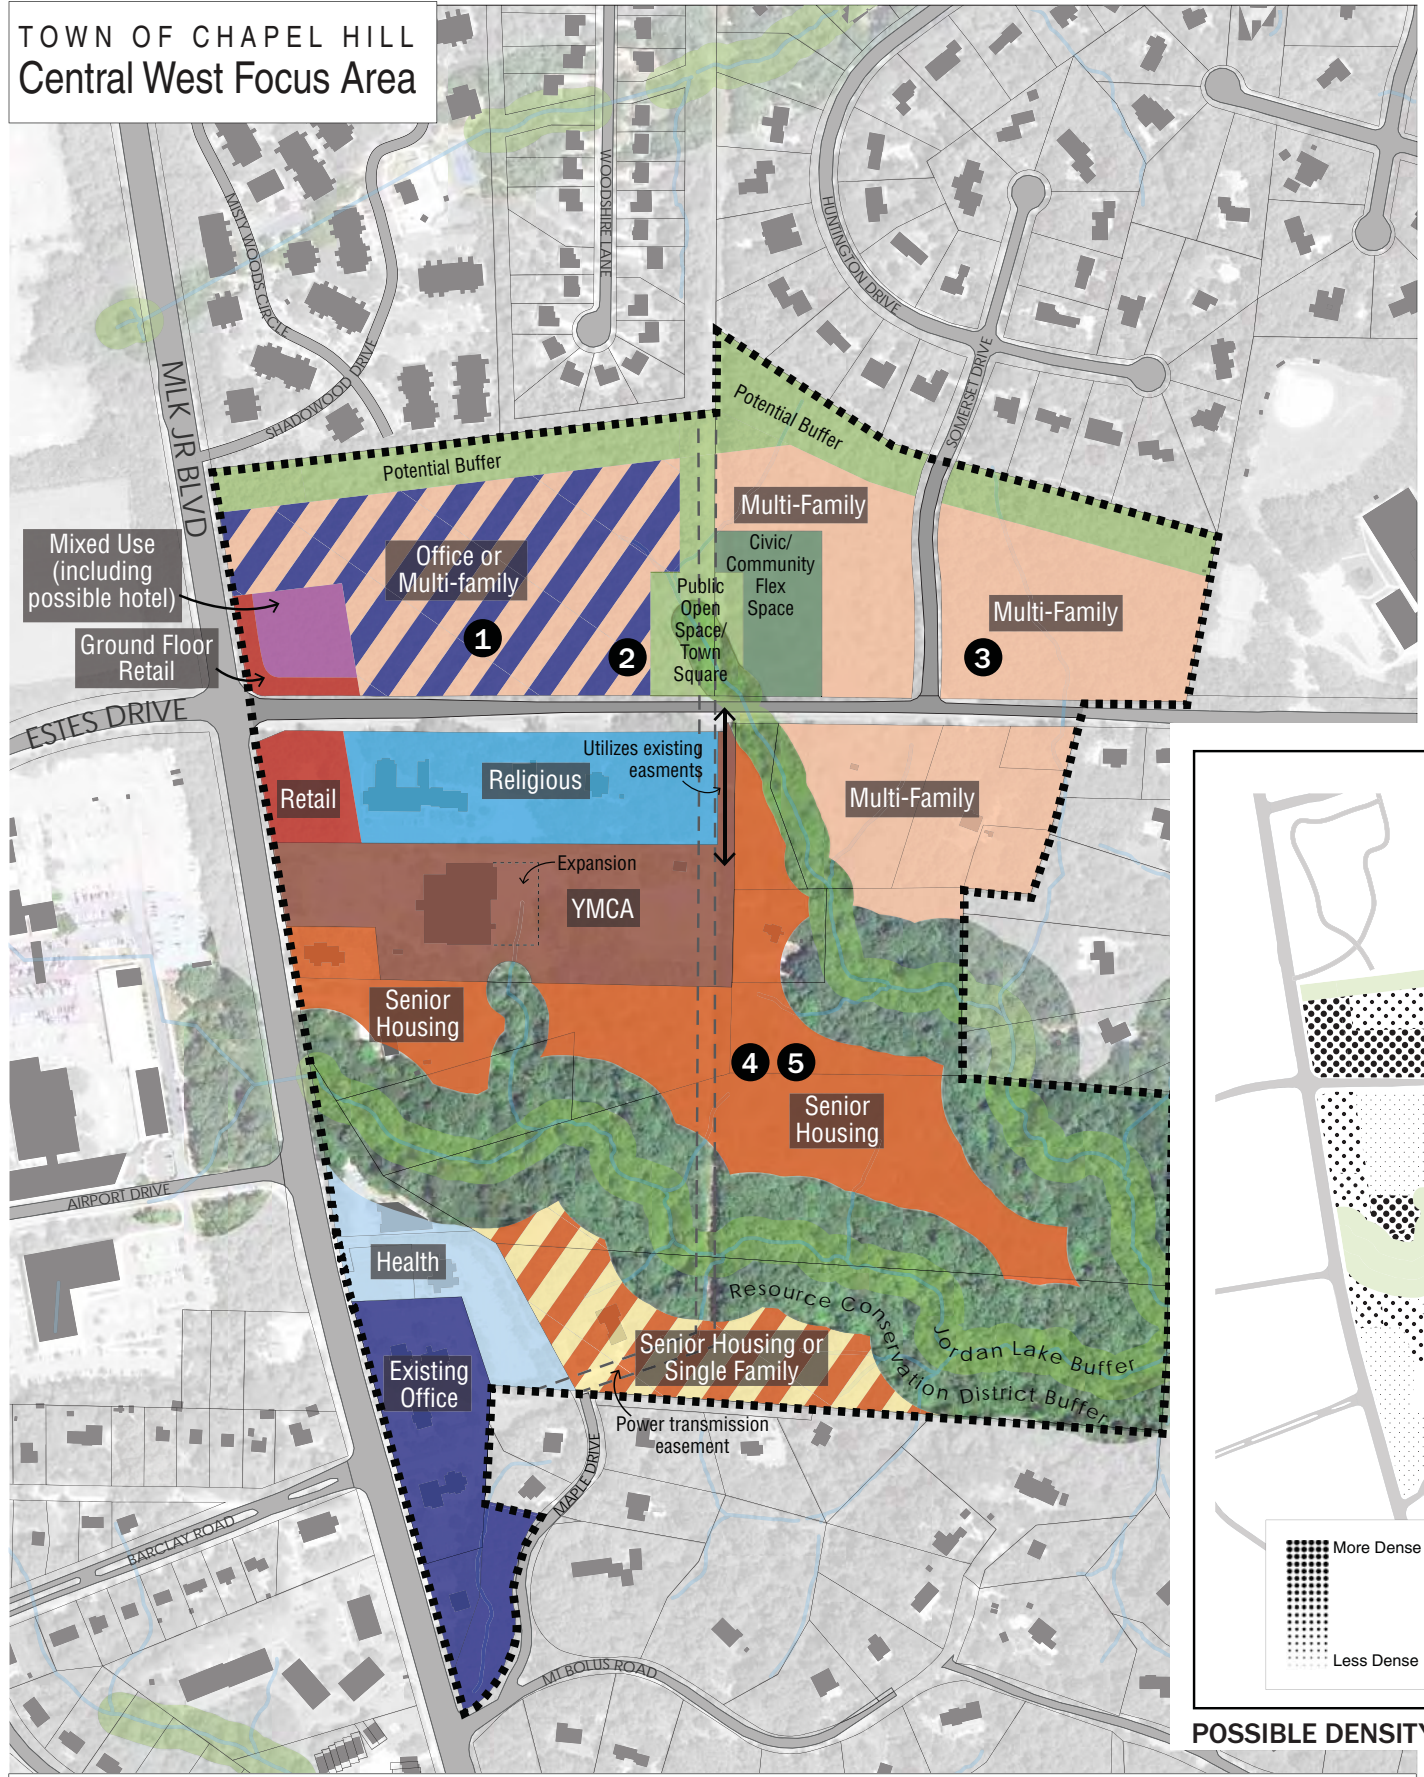 TOWN OF CHAPEL HILL
Central West Focus Area
MISTY WOODS CIRCLE
SHADOWOOD DRIVE
WOODSHIRE LANE
HUNTINGTON DRIVE
SOMERSET DRIVE
MLK JR BLVD
Potential Buffer
Potential Buffer
Multi-Family
Civic/
Community
Flex
Space
Public
Open
Space/
Town
Square
Office or
Multi-family
Mixed Use
(including
possible hotel)
Ground Floor
Retail
1
2
3
Multi-Family
ESTES DRIVE
Retail
Religious
Utilizes existing
easments
Multi-Family
Expansion
YMCA
Senior
Housing
4
5
Senior
Housing
AIRPORT DRIVE
Health
Existing
Office
Senior Housing or
Single Family
Resource Conservation District Buffer
Jordan Lake Buffer
Power transmission
easement
MAPLE DRIVE
BARCLAY ROAD
MT BOLUS ROAD
More Dense
Less Dense
POSSIBLE DENSITY